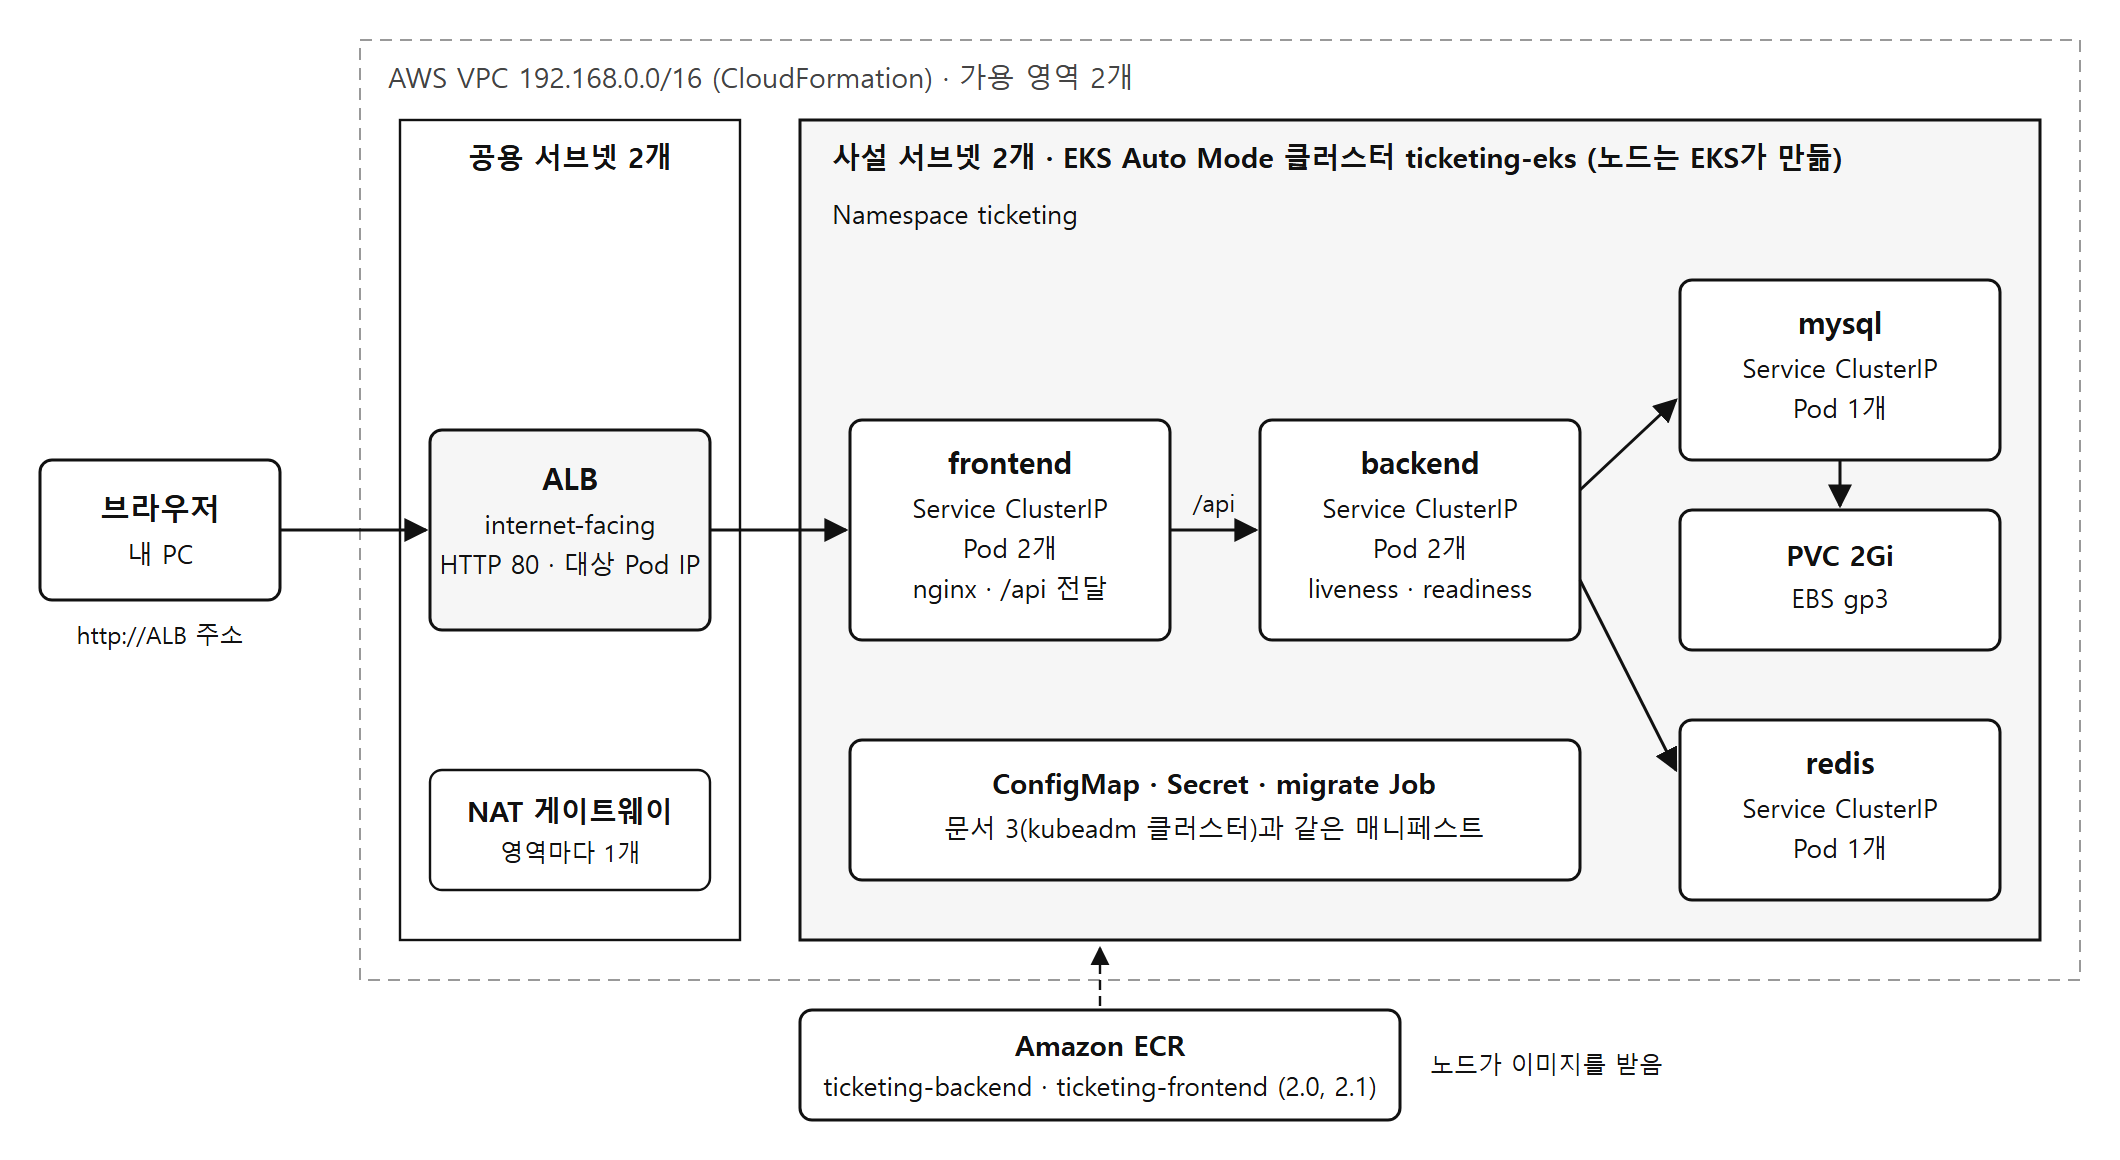 AWS VPC 192.168.0.0/16 (CloudFormation) · 가용 영역 2개
공용 서브넷 2개
사설 서브넷 2개 · EKS Auto Mode 클러스터 ticketing-eks (노드는 EKS가 만듦)
Namespace ticketing
브라우저
내 PC
http://ALB 주소
ALB
internet-facing
HTTP 80 · 대상 Pod IP
NAT 게이트웨이
영역마다 1개
frontend
Service ClusterIP
Pod 2개
nginx · /api 전달
/api
backend
Service ClusterIP
Pod 2개
liveness · readiness
mysql
Service ClusterIP
Pod 1개
PVC 2Gi
EBS gp3
redis
Service ClusterIP
Pod 1개
ConfigMap · Secret · migrate Job
문서 3(kubeadm 클러스터)과 같은 매니페스트
Amazon ECR
ticketing-backend · ticketing-frontend (2.0, 2.1)
노드가 이미지를 받음